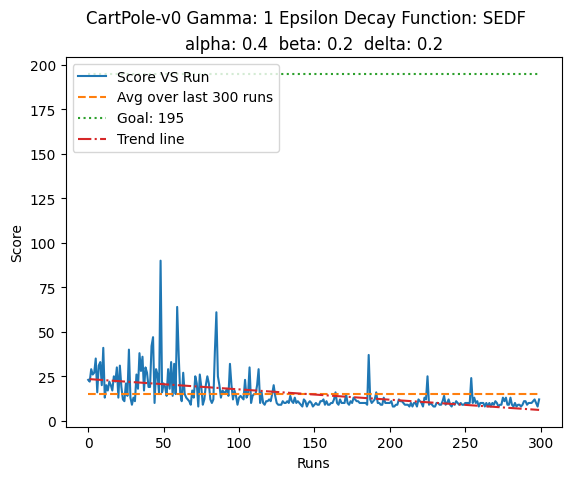 CartPole-v0 Gamma: 1 Epsilon Decay Function: SEDF
alpha: 0.4 beta: 0.2 delta: 0.2
200
175
150
125
100
75
50
25
0
Score
Score VS Run
Avg over last 300 runs
Goal: 195
Trend line
0 50 100 150 200 250 300
Runs